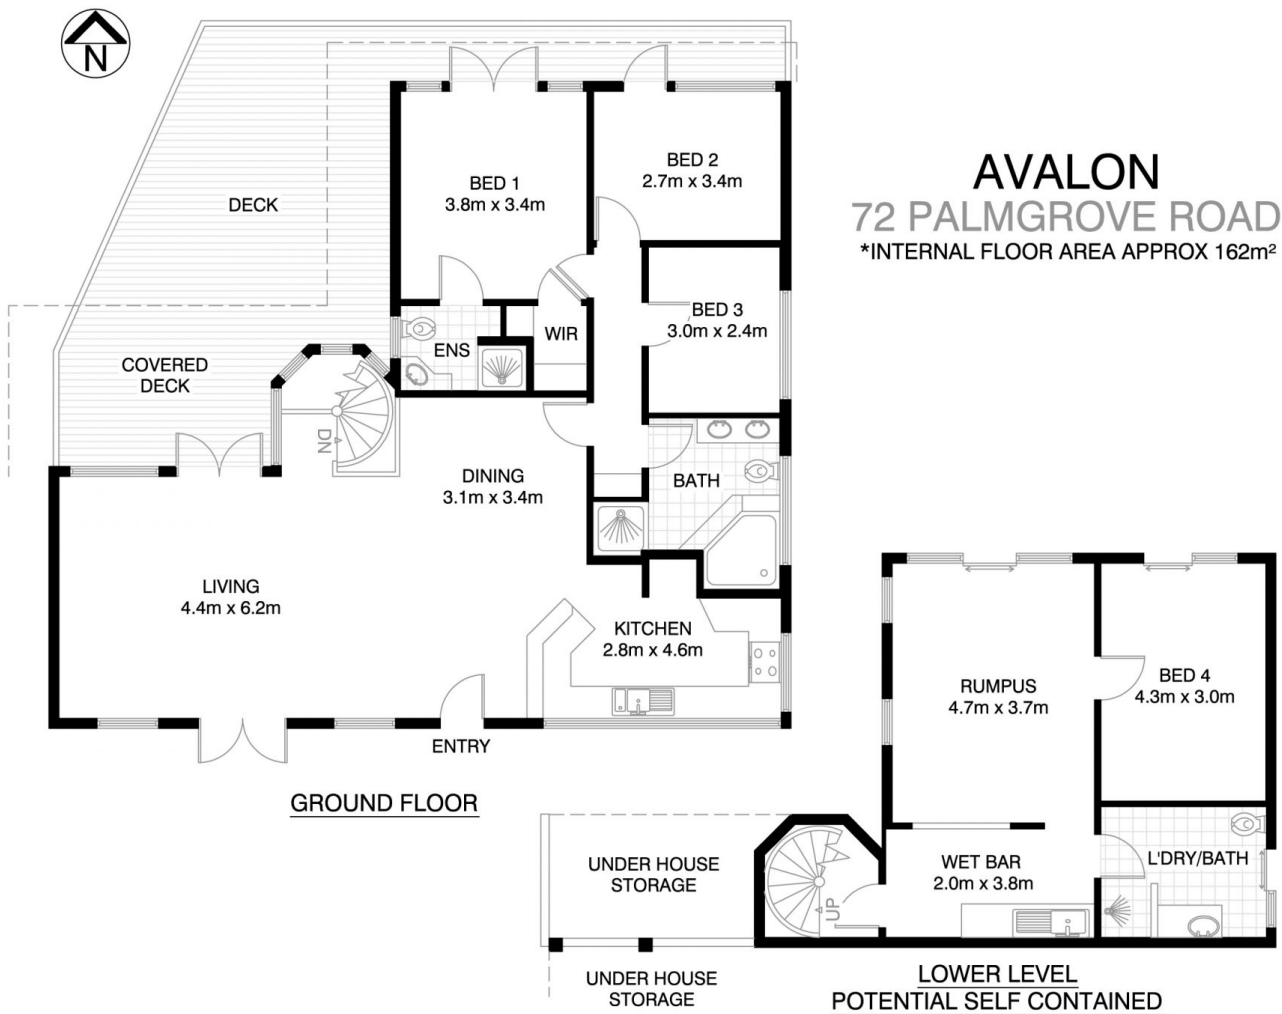 N
AVALON
72 PALMGROVE ROAD
*INTERNAL FLOOR AREA APPROX 162m²
DECK
BED 1
3.8m x 3.4m
BED 2
2.7m x 3.4m
BED 3
3.0m x 2.4m
WIR
ENS
COVERED
DECK
DN
DINING
3.1m x 3.4m
BATH
LIVING
4.4m x 6.2m
KITCHEN
2.8m x 4.6m
ENTRY
GROUND FLOOR
RUMPUS
4.7m x 3.7m
BED 4
4.3m x 3.0m
UNDER HOUSE
STORAGE
UP
WET BAR
2.0m x 3.8m
L'DRY/BATH
UNDER HOUSE
STORAGE
LOWER LEVEL
POTENTIAL SELF CONTAINED